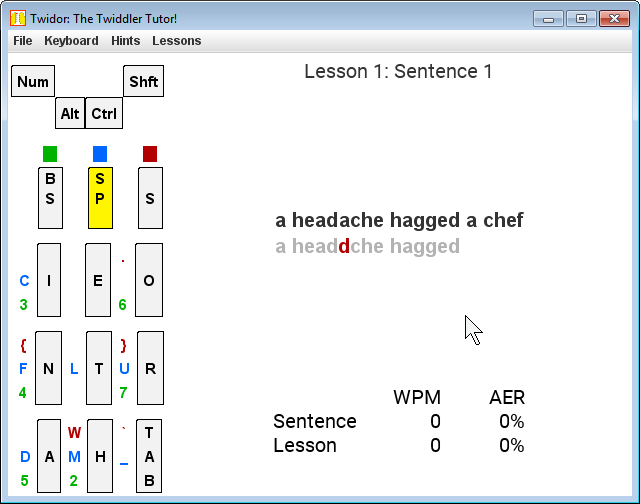 Twidor: The Twiddler Tutor!
File Keyboard Hints Lessons
Num Shft
Alt Ctrl
Lesson 1: Sentence 1
BS SP S
a headache hagged a chef
a headdche hagged
C I E . O
3 6
{ N } R
F L T U
4 7
W ` TAB
D A M H _
5 2
WPM AER
Sentence 0 0%
Lesson 0 0%